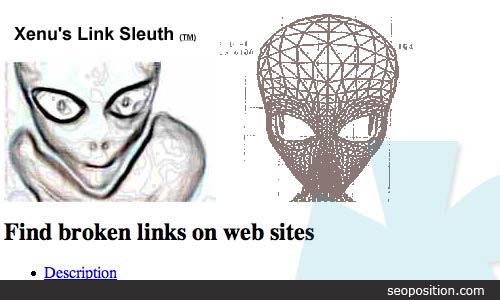 Xenu's Link Sleuth (TM)
Find broken links on web sites
Description
seoposition.com